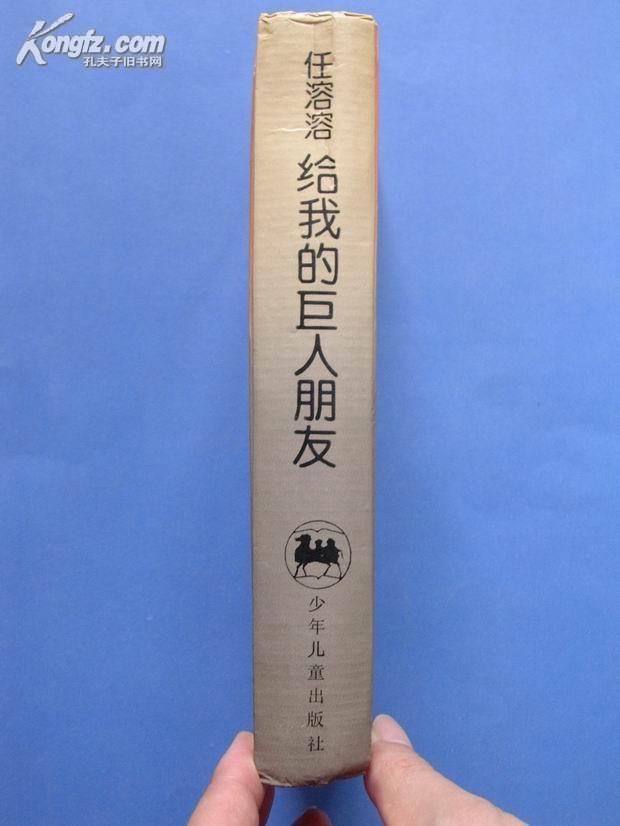 Kongfz.com
孔夫子旧书网
任溶溶
给我的巨人朋友
少年儿童出版社